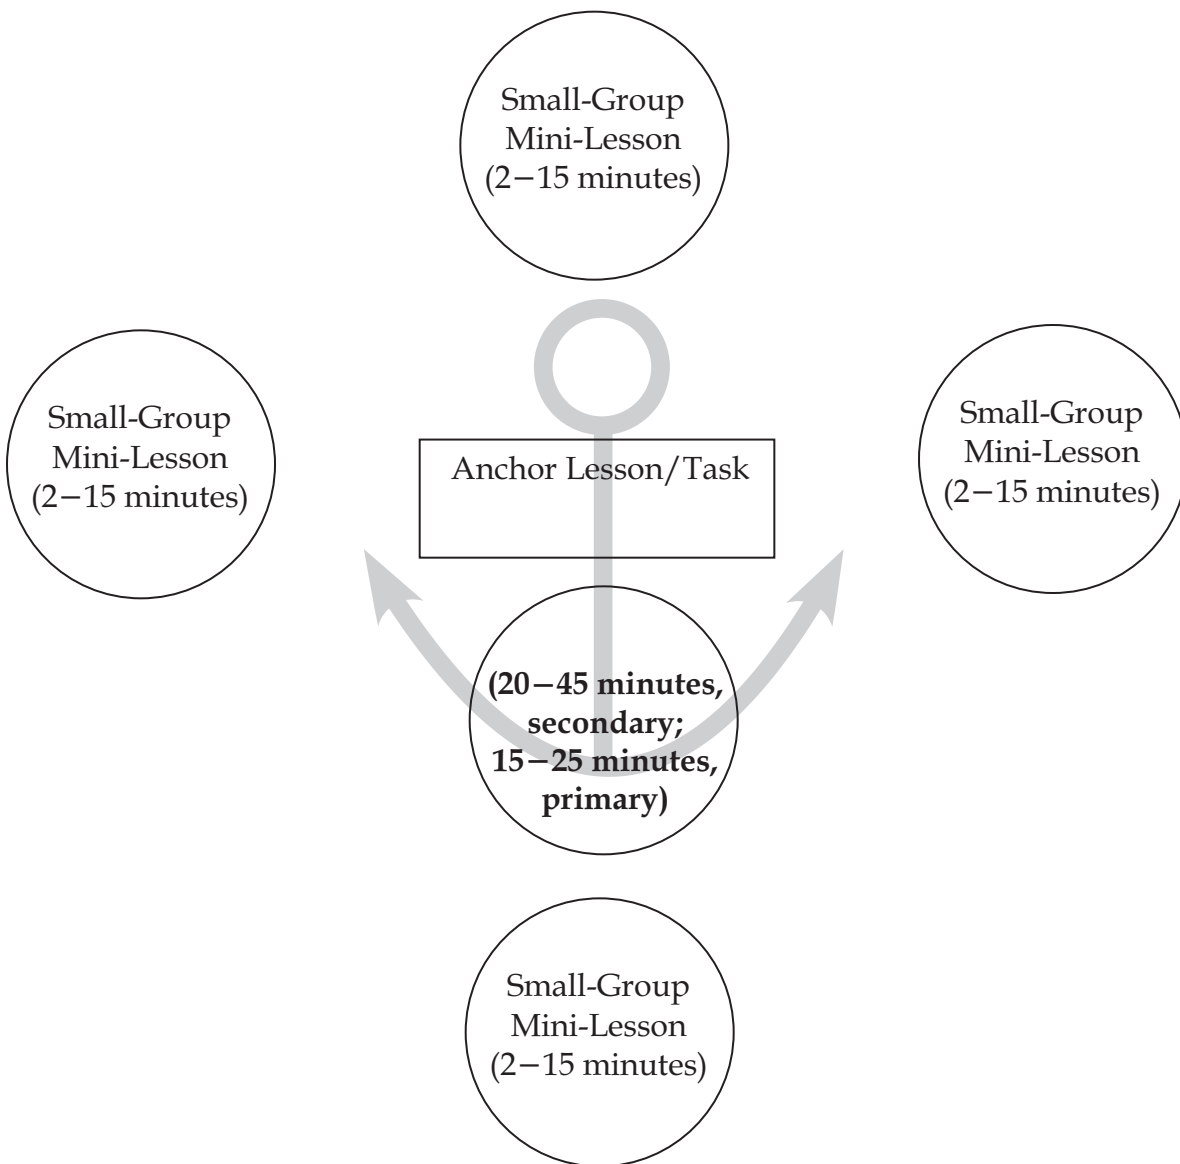 Small-Group
Mini-Lesson
(2–15 minutes)
Small-Group
Mini-Lesson
(2–15 minutes)
Anchor Lesson/Task
Small-Group
Mini-Lesson
(2–15 minutes)
(20–45 minutes,
secondary;
15–25 minutes,
primary)
Small-Group
Mini-Lesson
(2–15 minutes)